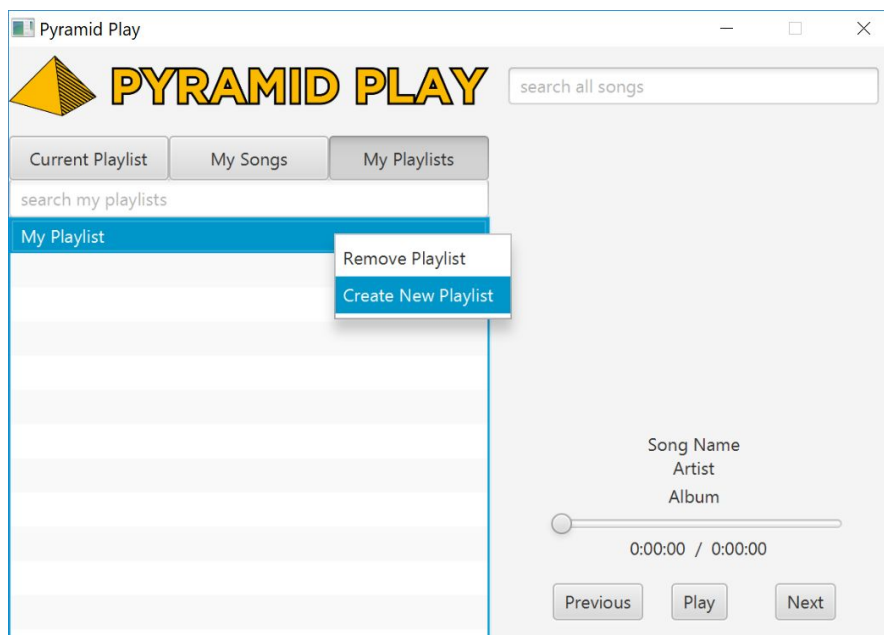 Pyramid Play
PYRAMID PLAY
search all songs
Current Playlist
My Songs
My Playlists
search my playlists
My Playlist
Remove Playlist
Create New Playlist
Song Name
Artist
Album
0:00:00 / 0:00:00
Previous
Play
Next